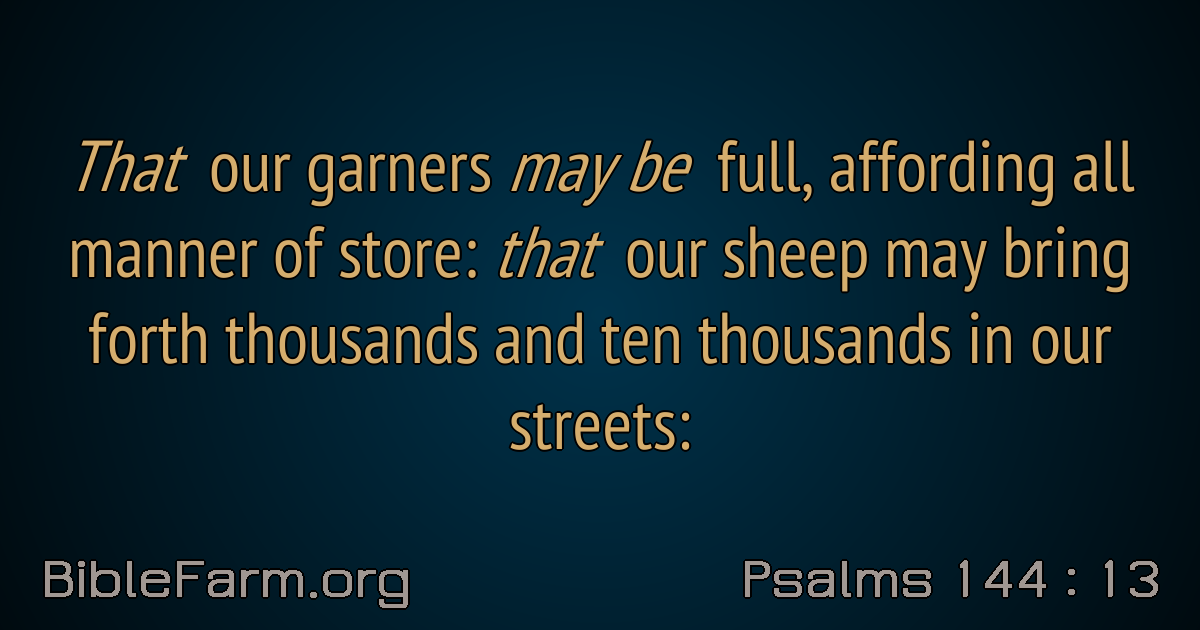 That our garners may be full, affording all
manner of store: that our sheep may bring
forth thousands and ten thousands in our
streets:
BibleFarm.org
Psalms 144 : 13